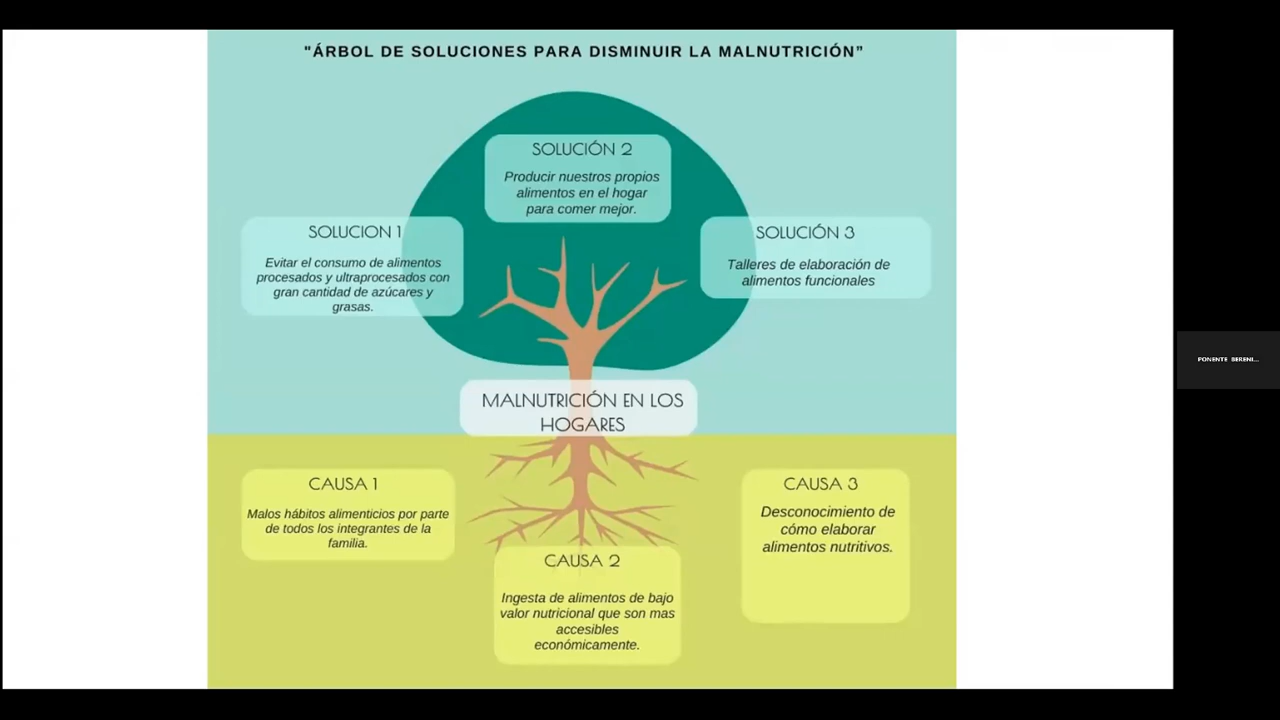 "ÁRBOL DE SOLUCIONES PARA DISMINUIR LA MALNUTRICIÓN”
SOLUCIÓN 2
Producir nuestros propios
alimentos en el hogar
para comer mejor.
SOLUCION 1
Evitar el consumo de alimentos
procesados y ultraprocesados con
gran cantidad de azúcares y
grasas.
SOLUCIÓN 3
Talleres de elaboración de
alimentos funcionales
MALNUTRICIÓN EN LOS
HOGARES
CAUSA 1
Malos hábitos alimenticios por parte
de todos los integrantes de la
familia.
CAUSA 2
Ingesta de alimentos de bajo
valor nutricional que son mas
accesibles
económicamente.
CAUSA 3
Desconocimiento de
cómo elaborar
alimentos nutritivos.
PONENTE BERENI...